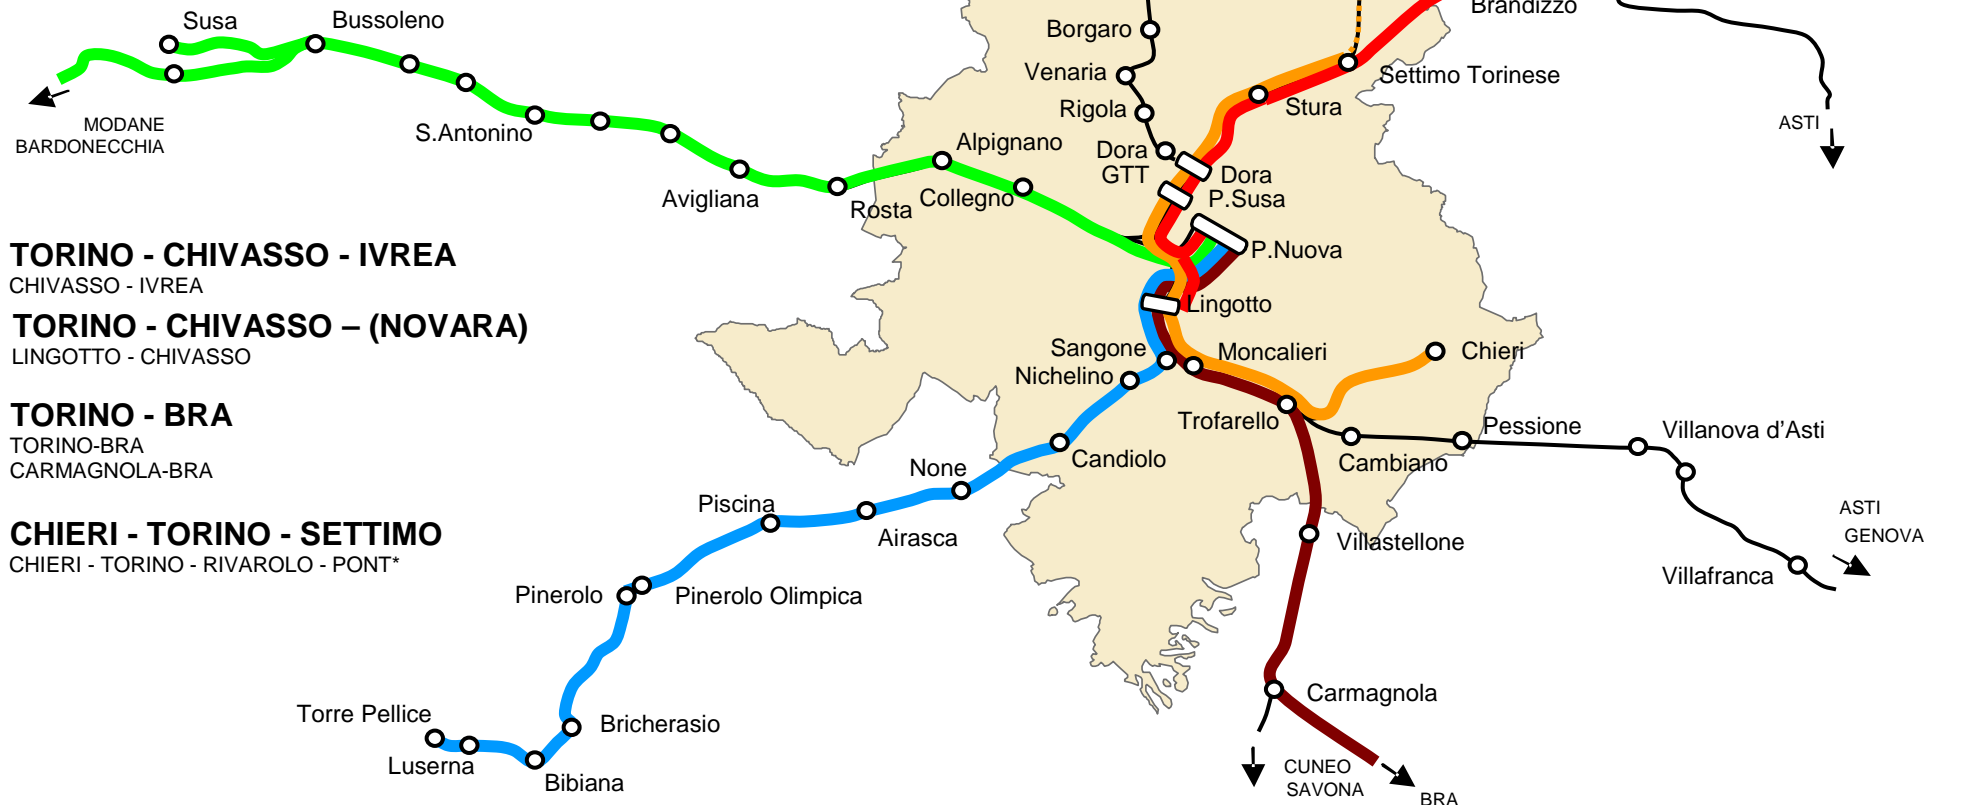 Brandizzo
Susa
Bussoleno
Borgaro
Venaria
Settimo Torinese
Rigola
Stura
MODANE
BARDONECCHIA
S.Antonino
ASTI
Alpignano
Dora
GTT
Dora
Avigliana
Rosta
Collegno
P.Susa
P.Nuova
TORINO - CHIVASSO - IVREA
CHIVASSO - IVREA
Lingotto
TORINO - CHIVASSO – (NOVARA)
LINGOTTO - CHIVASSO
Sangone
Moncalieri
Chieri
Nichelino
TORINO - BRA
TORINO-BRA
CARMAGNOLA-BRA
Trofarello
Pessione
Villanova d’Asti
Cambiano
Candiolo
None
Piscina
Airasca
ASTI
GENOVA
CHIERI - TORINO - SETTIMO
CHIERI - TORINO - RIVAROLO - PONT*
Villastellone
Villafranca
Pinerolo
Pinerolo Olimpica
Carmagnola
Torre Pellice
Bricherasio
Luserna
Bibiana
CUNEO
SAVONA
BRA